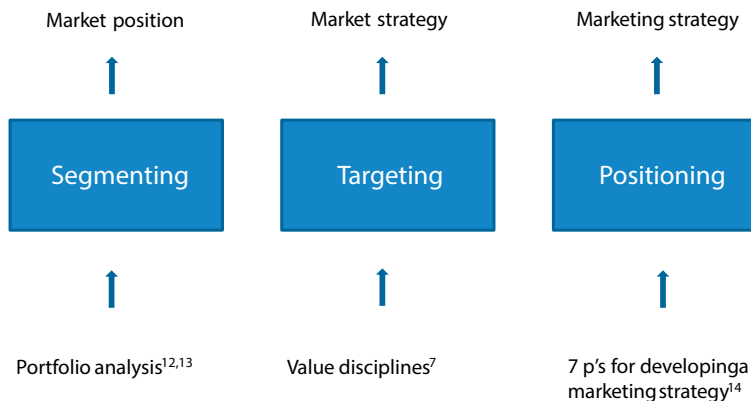 Market position
Market strategy
Marketing strategy
Segmenting
Targeting
Positioning
Portfolio analysis12,13
Value disciplines7
7 p's for developinga
marketing strategy14